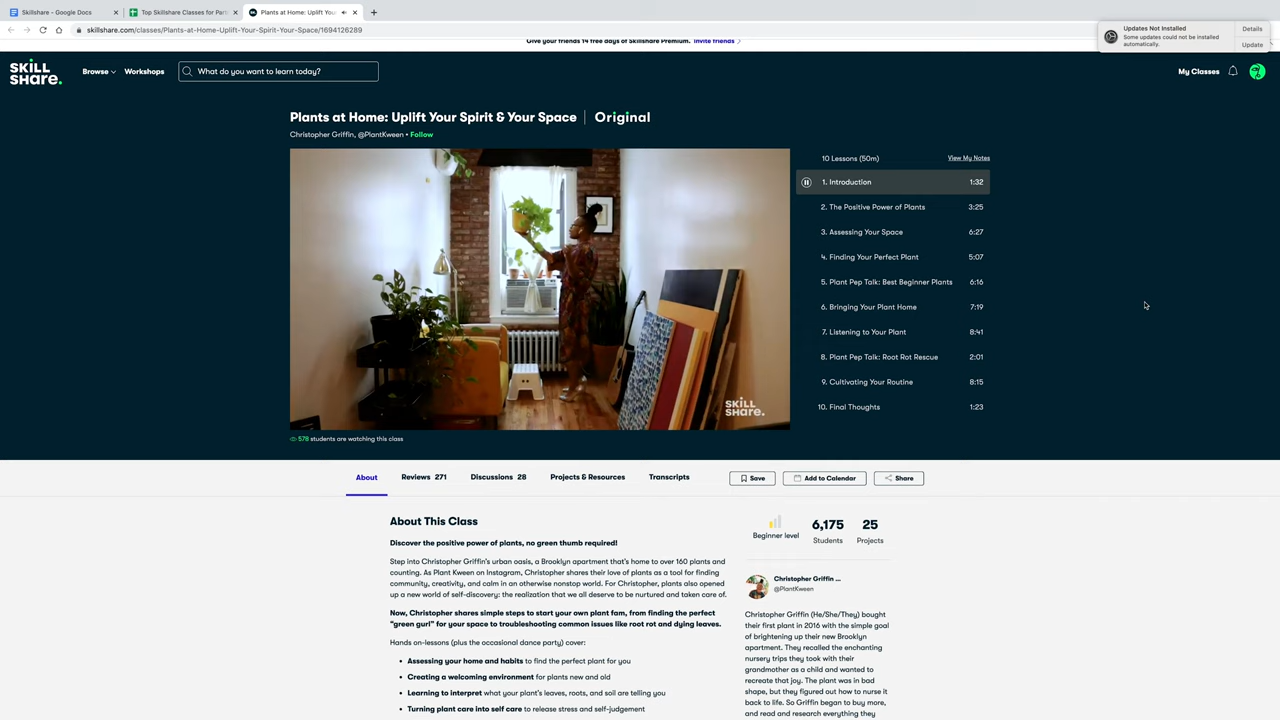 Skillshare - Google Docs
Top Skillshare Classes for Par
Plants at Home: Uplift Your
skillshare.com/classes/Plants-at-Home-Uplift-Your-Spirit-Your-Space/1694126289
Updates Not Installed
Some updates could not be installed
automatically.
Details
Update
Give your friends 14 free days of Skillshare Premium. Invite friends
SKILL
SHARE.
Browse
Workshops
What do you want to learn today?
My Classes
Plants at Home: Uplift Your Spirit & Your Space | Original
Christopher Griffin, @PlantKween • Follow
10 Lessons (50m)
View My Notes
1. Introduction 1:32
2. The Positive Power of Plants 3:25
3. Assessing Your Space 6:27
4. Finding Your Perfect Plant 5:07
5. Plant Pep Talk: Best Beginner Plants 6:16
6. Bringing Your Plant Home 7:19
7. Listening to Your Plant 8:41
8. Plant Pep Talk: Root Rot Rescue 2:01
9. Cultivating Your Routine 8:15
10. Final Thoughts 1:23
SKILL
SHARE.
578 students are watching this class
About
Reviews 271
Discussions 28
Projects & Resources
Transcripts
Save
Add to Calendar
Share
About This Class
Discover the positive power of plants, no green thumb required!
Step into Christopher Griffin's urban oasis, a Brooklyn apartment that's home to over 160 plants and
counting. As Plant Kween on Instagram, Christopher shares their love of plants as a tool for finding
community, creativity, and calm in an otherwise nonstop world. For Christopher, plants also opened
up a new world of self-discovery: the realization that we all deserve to be nurtured and taken care of.
Now, Christopher shares simple steps to start your own plant fam, from finding the perfect
"green gurl" for your space to troubleshooting common issues like root rot and dying leaves.
Hands on-lessons (plus the occasional dance party) cover:
• Assessing your home and habits to find the perfect plant for you
• Creating a welcoming environment for plants new and old
• Learning to interpret what your plant's leaves, roots, and soil are telling you
• Turning plant care into self care to release stress and self-judgement
Beginner level
6,175
Students
25
Projects
Christopher Griffin ...
@PlantKween
Christopher Griffin (He/She/They) bought
their first plant in 2016 with the simple goal
of brightening up their new Brooklyn
apartment. They recalled the enchanting
nursery trips they took with their
grandmother as a child and wanted to
recreate that joy. The plant was in bad
shape, but they figured out how to nurse it
back to life. So Griffin began to buy more,
and read and research everything they